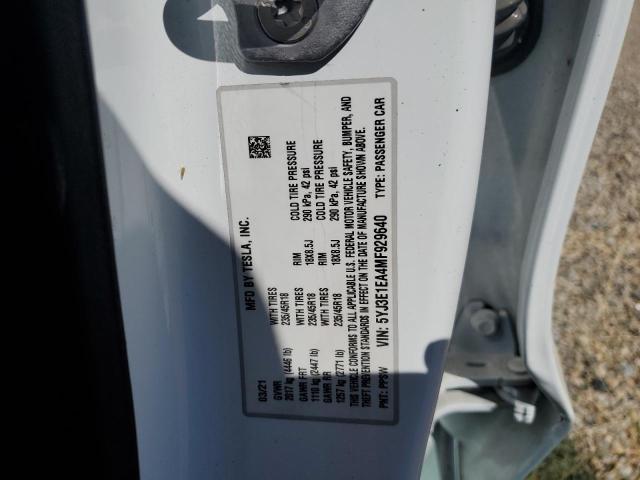 MFD BY TESLA, INC.
03/21
GVWR
2017 kg (4446 lb)
GAWR FRT
1110 kg (2447 lb)
GAWR RR
1257 kg (2771 lb)
WITH TIRES
235/45R18
WITH TIRES
235/45R18
WITH TIRES
235/45R18
RIM
18X8.5J
RIM
18X8.5J
COLD TIRE PRESSURE
290 kPa, 42 psi
COLD TIRE PRESSURE
290 kPa, 42 psi
THIS VEHICLE CONFORMS TO ALL APPLICABLE U.S. FEDERAL MOTOR VEHICLE SAFETY, BUMPER, AND
THEFT PREVENTION STANDARDS IN EFFECT ON THE DATE OF MANUFACTURE SHOWN ABOVE.
PNT: PPSW VIN: 5YJ3E1EA4MF929640 TYPE: PASSENGER CAR